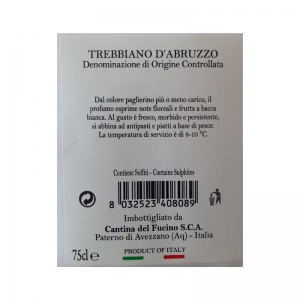 TREBBIANO D'ABRUZZO
Denominazione di Origine Controllata
Dal colore paglierino più o meno carico, il
profumo esprime note floreali e frutta a bacca
bianca. Al gusto è fresco, morbido e persistente,
si abbina ad antipasti e piatti a base di pesce.
La temperatura di servizio è di 8-10 °C.
Contiene Solfiti - Contains Sulphites
8 032523 408089
Imbottigliato da
Cantina del Fucino S.C.A.
Paterno di Avezzano (Aq) - Italia
75cl e
PRODUCT OF ITALY